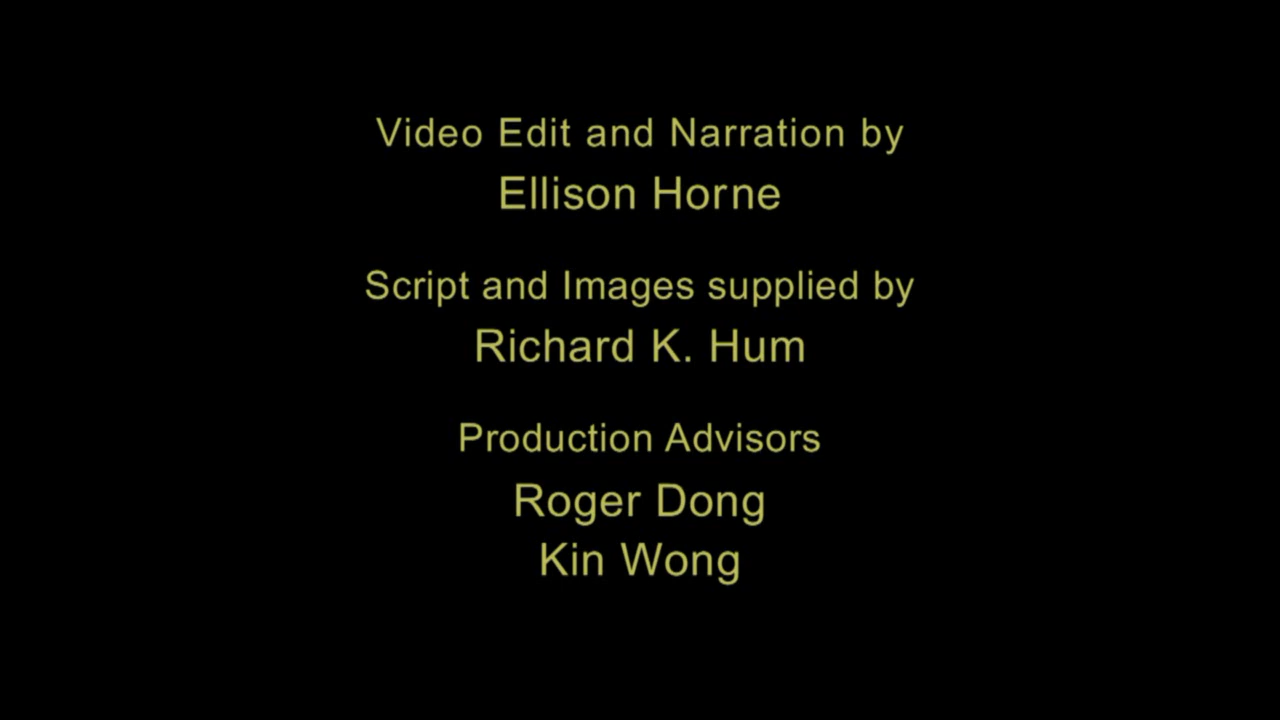 Video Edit and Narration by
Ellison Horne
Script and Images supplied by
Richard K. Hum
Production Advisors
Roger Dong
Kin Wong